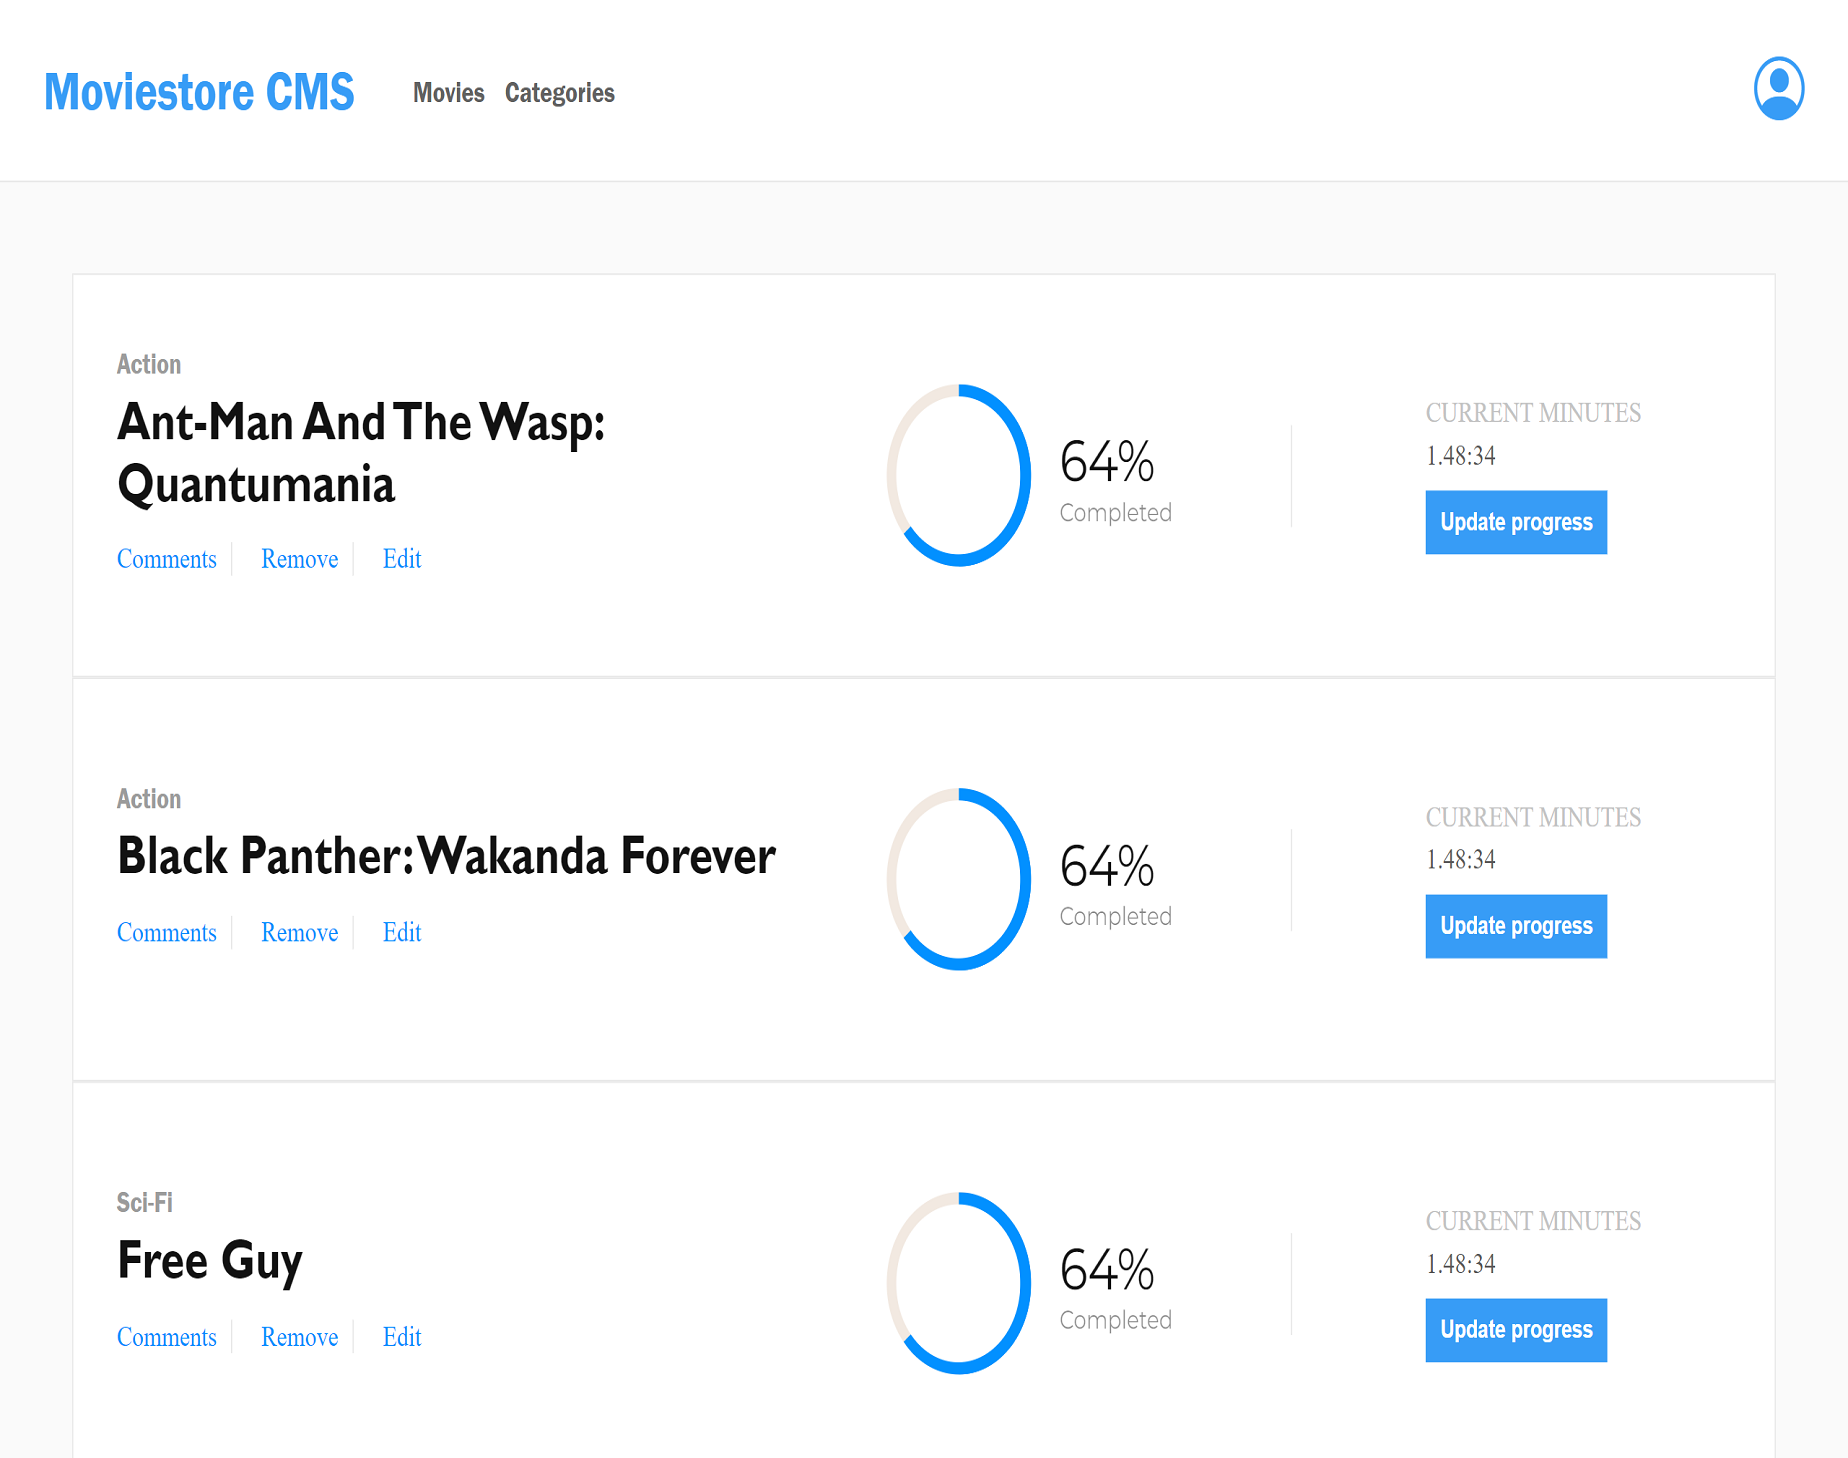 Moviestore CMS
Movies Categories
Action
Ant-Man And The Wasp:
Quantumania
Comments Remove Edit
64%
Completed
CURRENT MINUTES
1.48:34
Update progress
Action
Black Panther: Wakanda Forever
Comments Remove Edit
64%
Completed
CURRENT MINUTES
1.48:34
Update progress
Sci-Fi
Free Guy
Comments Remove Edit
64%
Completed
CURRENT MINUTES
1.48:34
Update progress